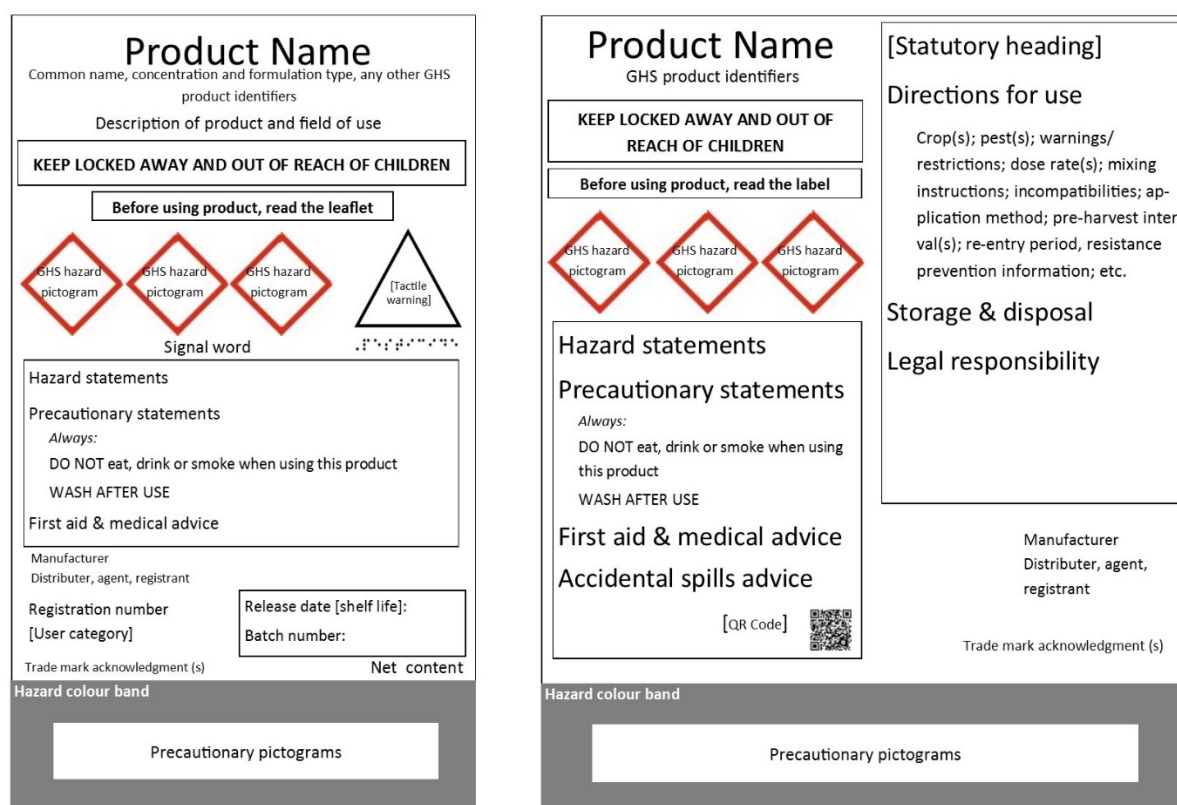 Product Name
Common name, concentration and formulation type, any other GHS
product identifiers
Description of product and field of use
KEEP LOCKED AWAY AND OUT OF REACH OF CHILDREN
Before using product, read the leaflet
GHS hazard
pictogram
GHS hazard
pictogram
GHS hazard
pictogram
[Tactile
warning]
Signal word
⠠⠏⠑⠎⠞⠊⠉⠊⠙⠑
Hazard statements
Precautionary statements
Always:
DO NOT eat, drink or smoke when using this product
WASH AFTER USE
First aid & medical advice
Manufacturer
Distributer, agent, registrant
Registration number
[User category]
Release date [shelf life]:
Batch number:
Trade mark acknowledgment (s)
Net content
Hazard colour band
Precautionary pictograms
Product Name
GHS product identifiers
KEEP LOCKED AWAY AND OUT OF
REACH OF CHILDREN
Before using product, read the label
GHS hazard
pictogram
GHS hazard
pictogram
GHS hazard
pictogram
Hazard statements
Precautionary statements
Always:
DO NOT eat, drink or smoke when using
this product
WASH AFTER USE
First aid & medical advice
Accidental spills advice
[QR Code]
[Statutory heading]
Directions for use
Crop(s); pest(s); warnings/
restrictions; dose rate(s); mixing
instructions; incompatibilities; ap-
plication method; pre-harvest inter
val(s); re-entry period, resistance
prevention information; etc.
Storage & disposal
Legal responsibility
Manufacturer
Distributer, agent,
registrant
Trade mark acknowledgment (s)
Hazard colour band
Precautionary pictograms